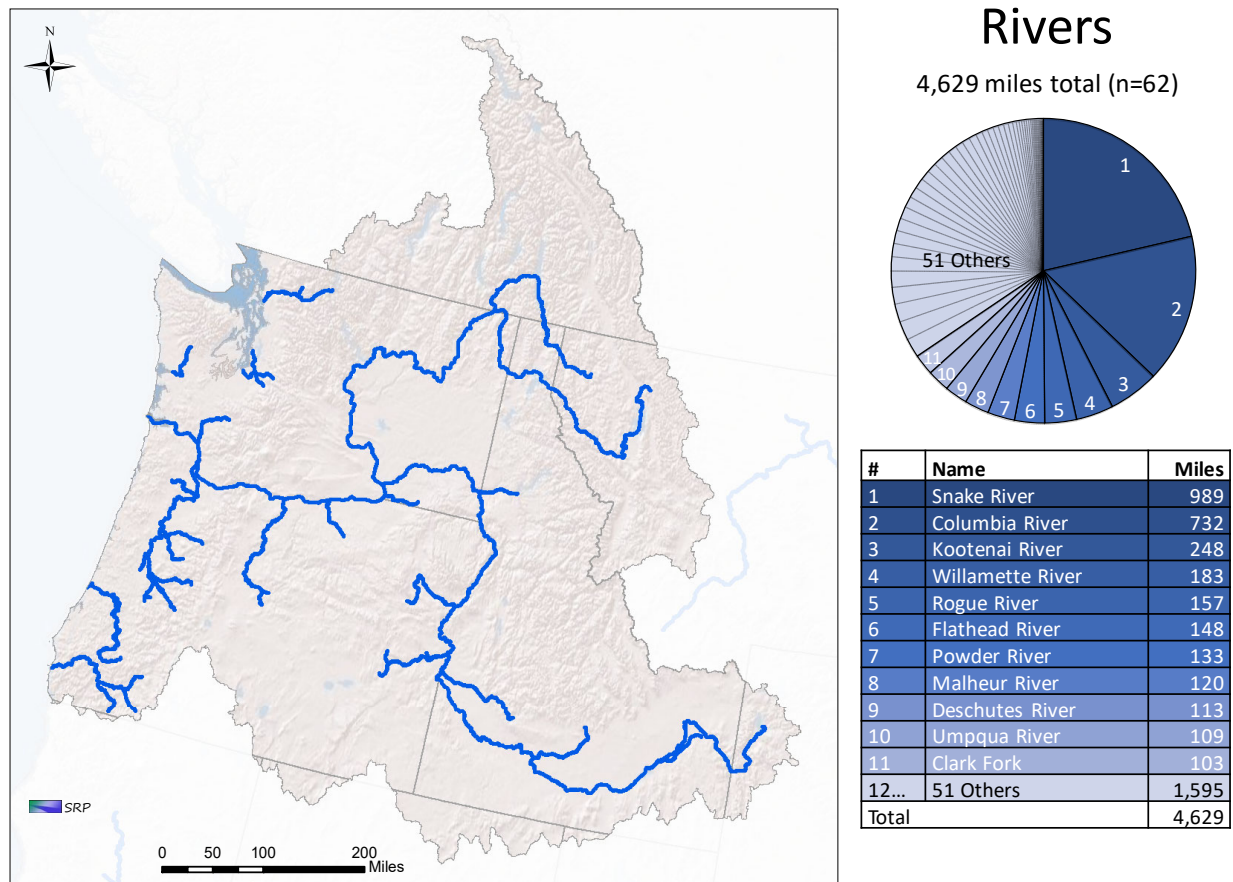 N
SRP
0 50 100 200
Miles
Rivers
4,629 miles total (n=62)
1
2
3
4
5
6
7
8
9
10
11
51 Others
# Name Miles
1 Snake River 989
2 Columbia River 732
3 Kootenai River 248
4 Willamette River 183
5 Rogue River 157
6 Flathead River 148
7 Powder River 133
8 Malheur River 120
9 Deschutes River 113
10 Umpqua River 109
11 Clark Fork 103
12... 51 Others 1,595
Total 4,629